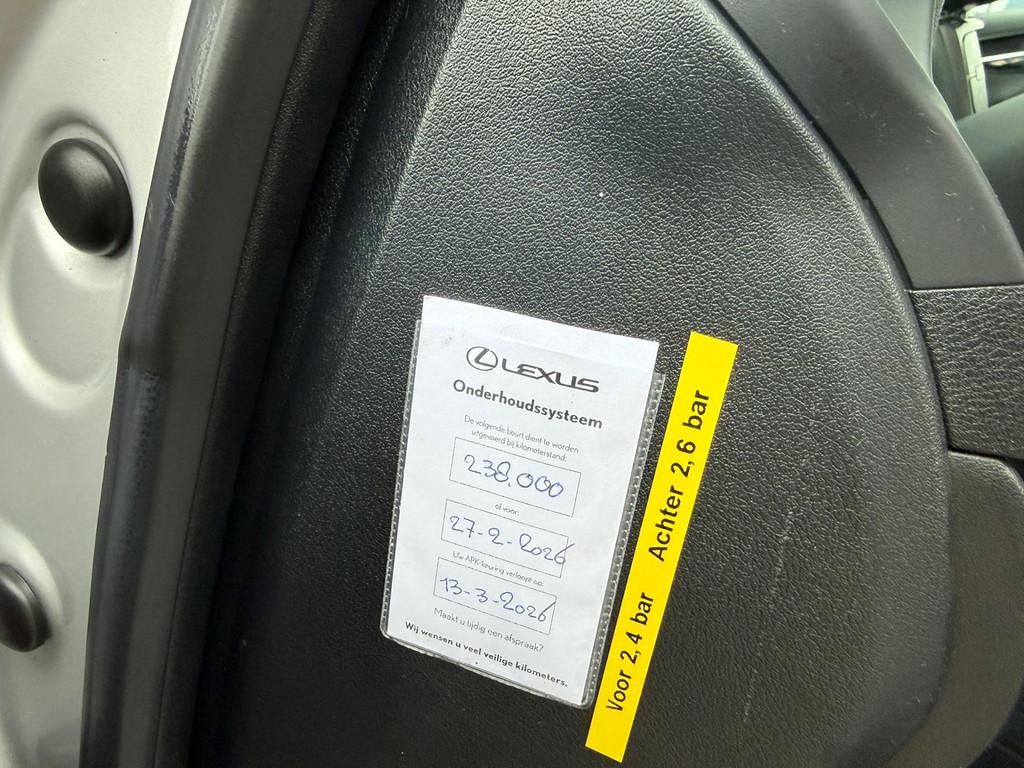 LEXUS
Onderhoudssysteem
De volgende beurt dient te worden
uitgevoerd bij kilometerstand:
238.000
of voor:
27-2-2026
Uw APK-keuring verloopt op:
13-3-2026
Maakt u tijdig een afspraak?
Wij wensen u veel veilige kilometers.
Voor 2,4 bar Achter 2,6 bar